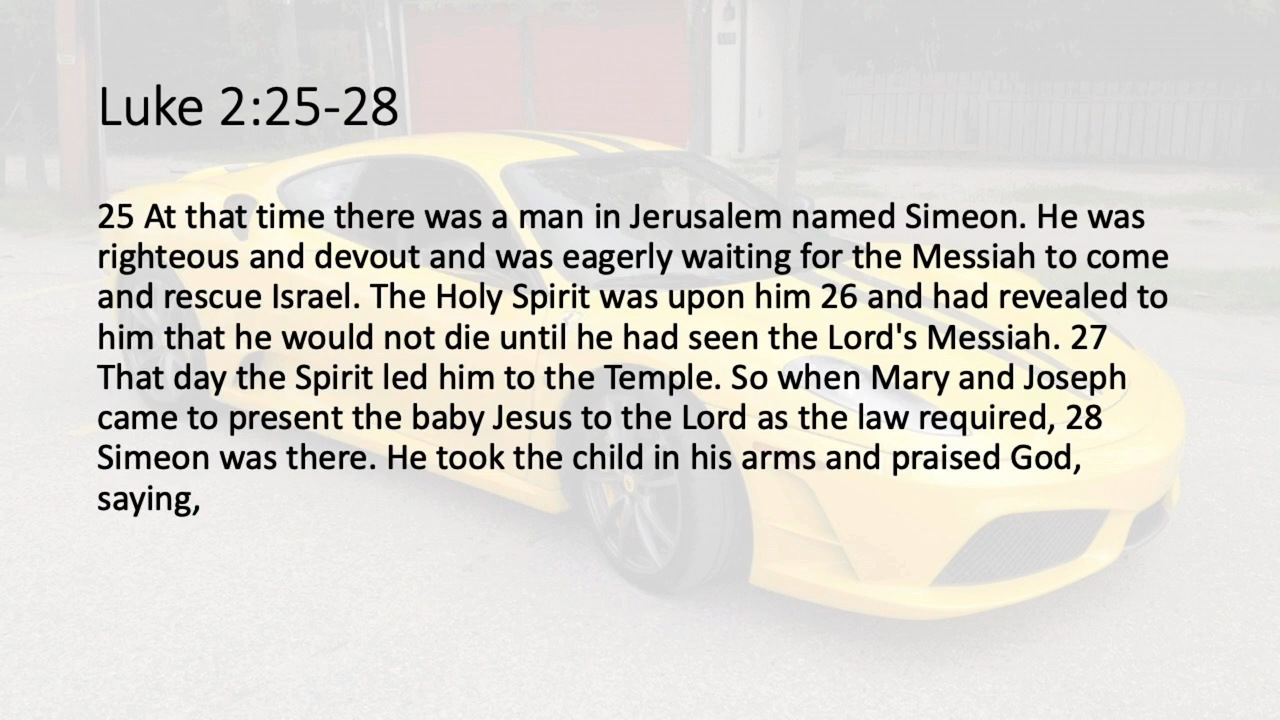 Luke 2:25-28
25 At that time there was a man in Jerusalem named Simeon. He was
righteous and devout and was eagerly waiting for the Messiah to come
and rescue Israel. The Holy Spirit was upon him 26 and had revealed to
him that he would not die until he had seen the Lord's Messiah. 27
That day the Spirit led him to the Temple. So when Mary and Joseph
came to present the baby Jesus to the Lord as the law required, 28
Simeon was there. He took the child in his arms and praised God,
saying,